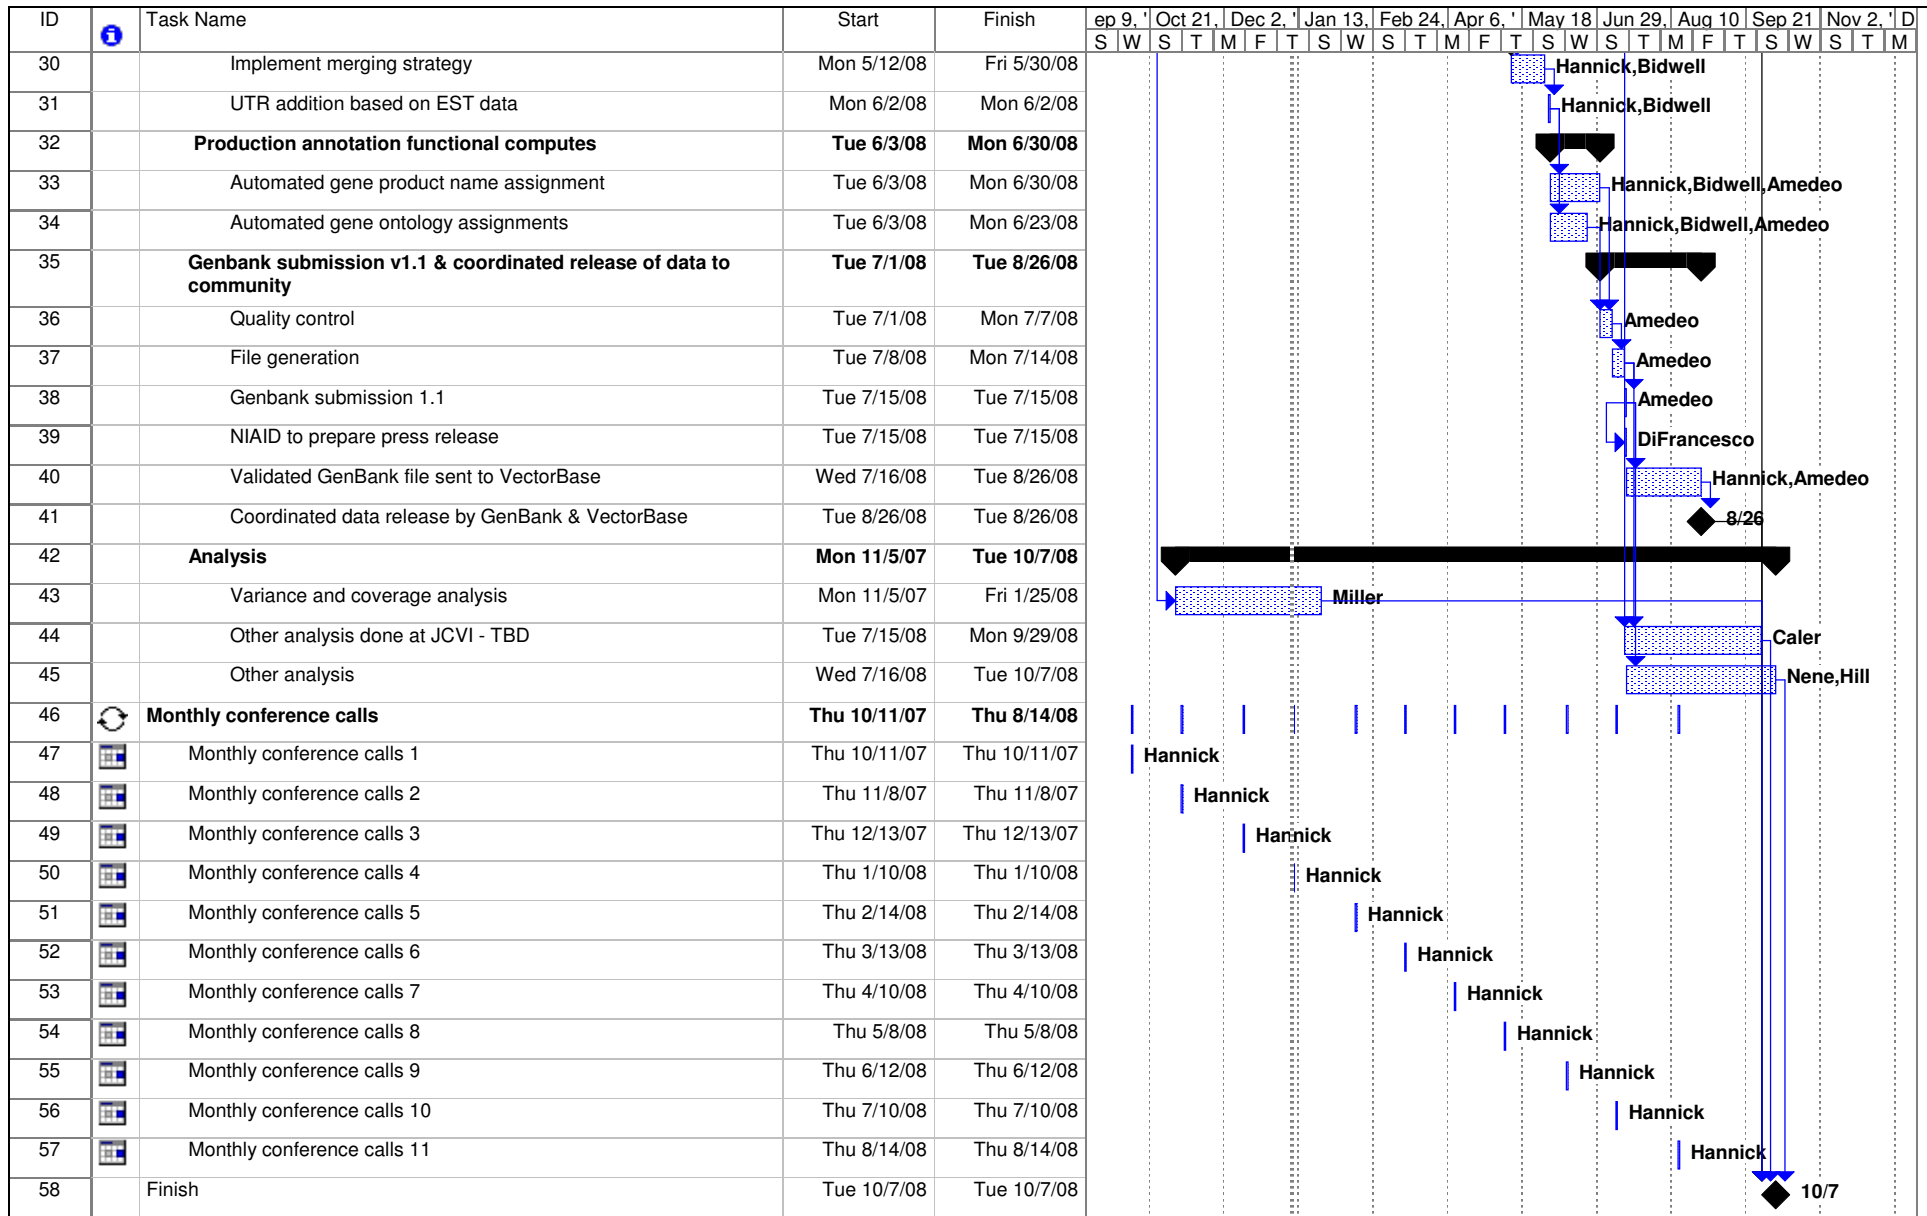 ID Task Name Start Finish ep 9, ' Oct 21, Dec 2, ' Jan 13, Feb 24, Apr 6, ' May 18 Jun 29, Aug 10 Sep 21 Nov 2, ' D
S W S T M F T S W S T M F T S W S T M F T S W S T M
30 Implement merging strategy Mon 5/12/08 Fri 5/30/08 Hannick,Bidwell
31 UTR addition based on EST data Mon 6/2/08 Mon 6/2/08 Hannick,Bidwell
32 Production annotation functional computes Tue 6/3/08 Mon 6/30/08
33 Automated gene product name assignment Tue 6/3/08 Mon 6/30/08 Hannick,Bidwell,Amedeo
34 Automated gene ontology assignments Tue 6/3/08 Mon 6/23/08 Hannick,Bidwell,Amedeo
35 Genbank submission v1.1 & coordinated release of data to Tue 7/1/08 Tue 8/26/08
community
36 Quality control Tue 7/1/08 Mon 7/7/08 Amedeo
37 File generation Tue 7/8/08 Mon 7/14/08 Amedeo
38 Genbank submission 1.1 Tue 7/15/08 Tue 7/15/08 Amedeo
39 NIAID to prepare press release Tue 7/15/08 Tue 7/15/08 DiFrancesco
40 Validated GenBank file sent to VectorBase Wed 7/16/08 Tue 8/26/08 Hannick,Amedeo
41 Coordinated data release by GenBank & VectorBase Tue 8/26/08 Tue 8/26/08 8/26
42 Analysis Mon 11/5/07 Tue 10/7/08
43 Variance and coverage analysis Mon 11/5/07 Fri 1/25/08 Miller
44 Other analysis done at JCVI - TBD Tue 7/15/08 Mon 9/29/08 Caler
45 Other analysis Wed 7/16/08 Tue 10/7/08 Nene,Hill
46 Monthly conference calls Thu 10/11/07 Thu 8/14/08
47 Monthly conference calls 1 Thu 10/11/07 Thu 10/11/07 Hannick
48 Monthly conference calls 2 Thu 11/8/07 Thu 11/8/07 Hannick
49 Monthly conference calls 3 Thu 12/13/07 Thu 12/13/07 Hannick
50 Monthly conference calls 4 Thu 1/10/08 Thu 1/10/08 Hannick
51 Monthly conference calls 5 Thu 2/14/08 Thu 2/14/08 Hannick
52 Monthly conference calls 6 Thu 3/13/08 Thu 3/13/08 Hannick
53 Monthly conference calls 7 Thu 4/10/08 Thu 4/10/08 Hannick
54 Monthly conference calls 8 Thu 5/8/08 Thu 5/8/08 Hannick
55 Monthly conference calls 9 Thu 6/12/08 Thu 6/12/08 Hannick
56 Monthly conference calls 10 Thu 7/10/08 Thu 7/10/08 Hannick
57 Monthly conference calls 11 Thu 8/14/08 Thu 8/14/08 Hannick
58 Finish Tue 10/7/08 Tue 10/7/08 10/7